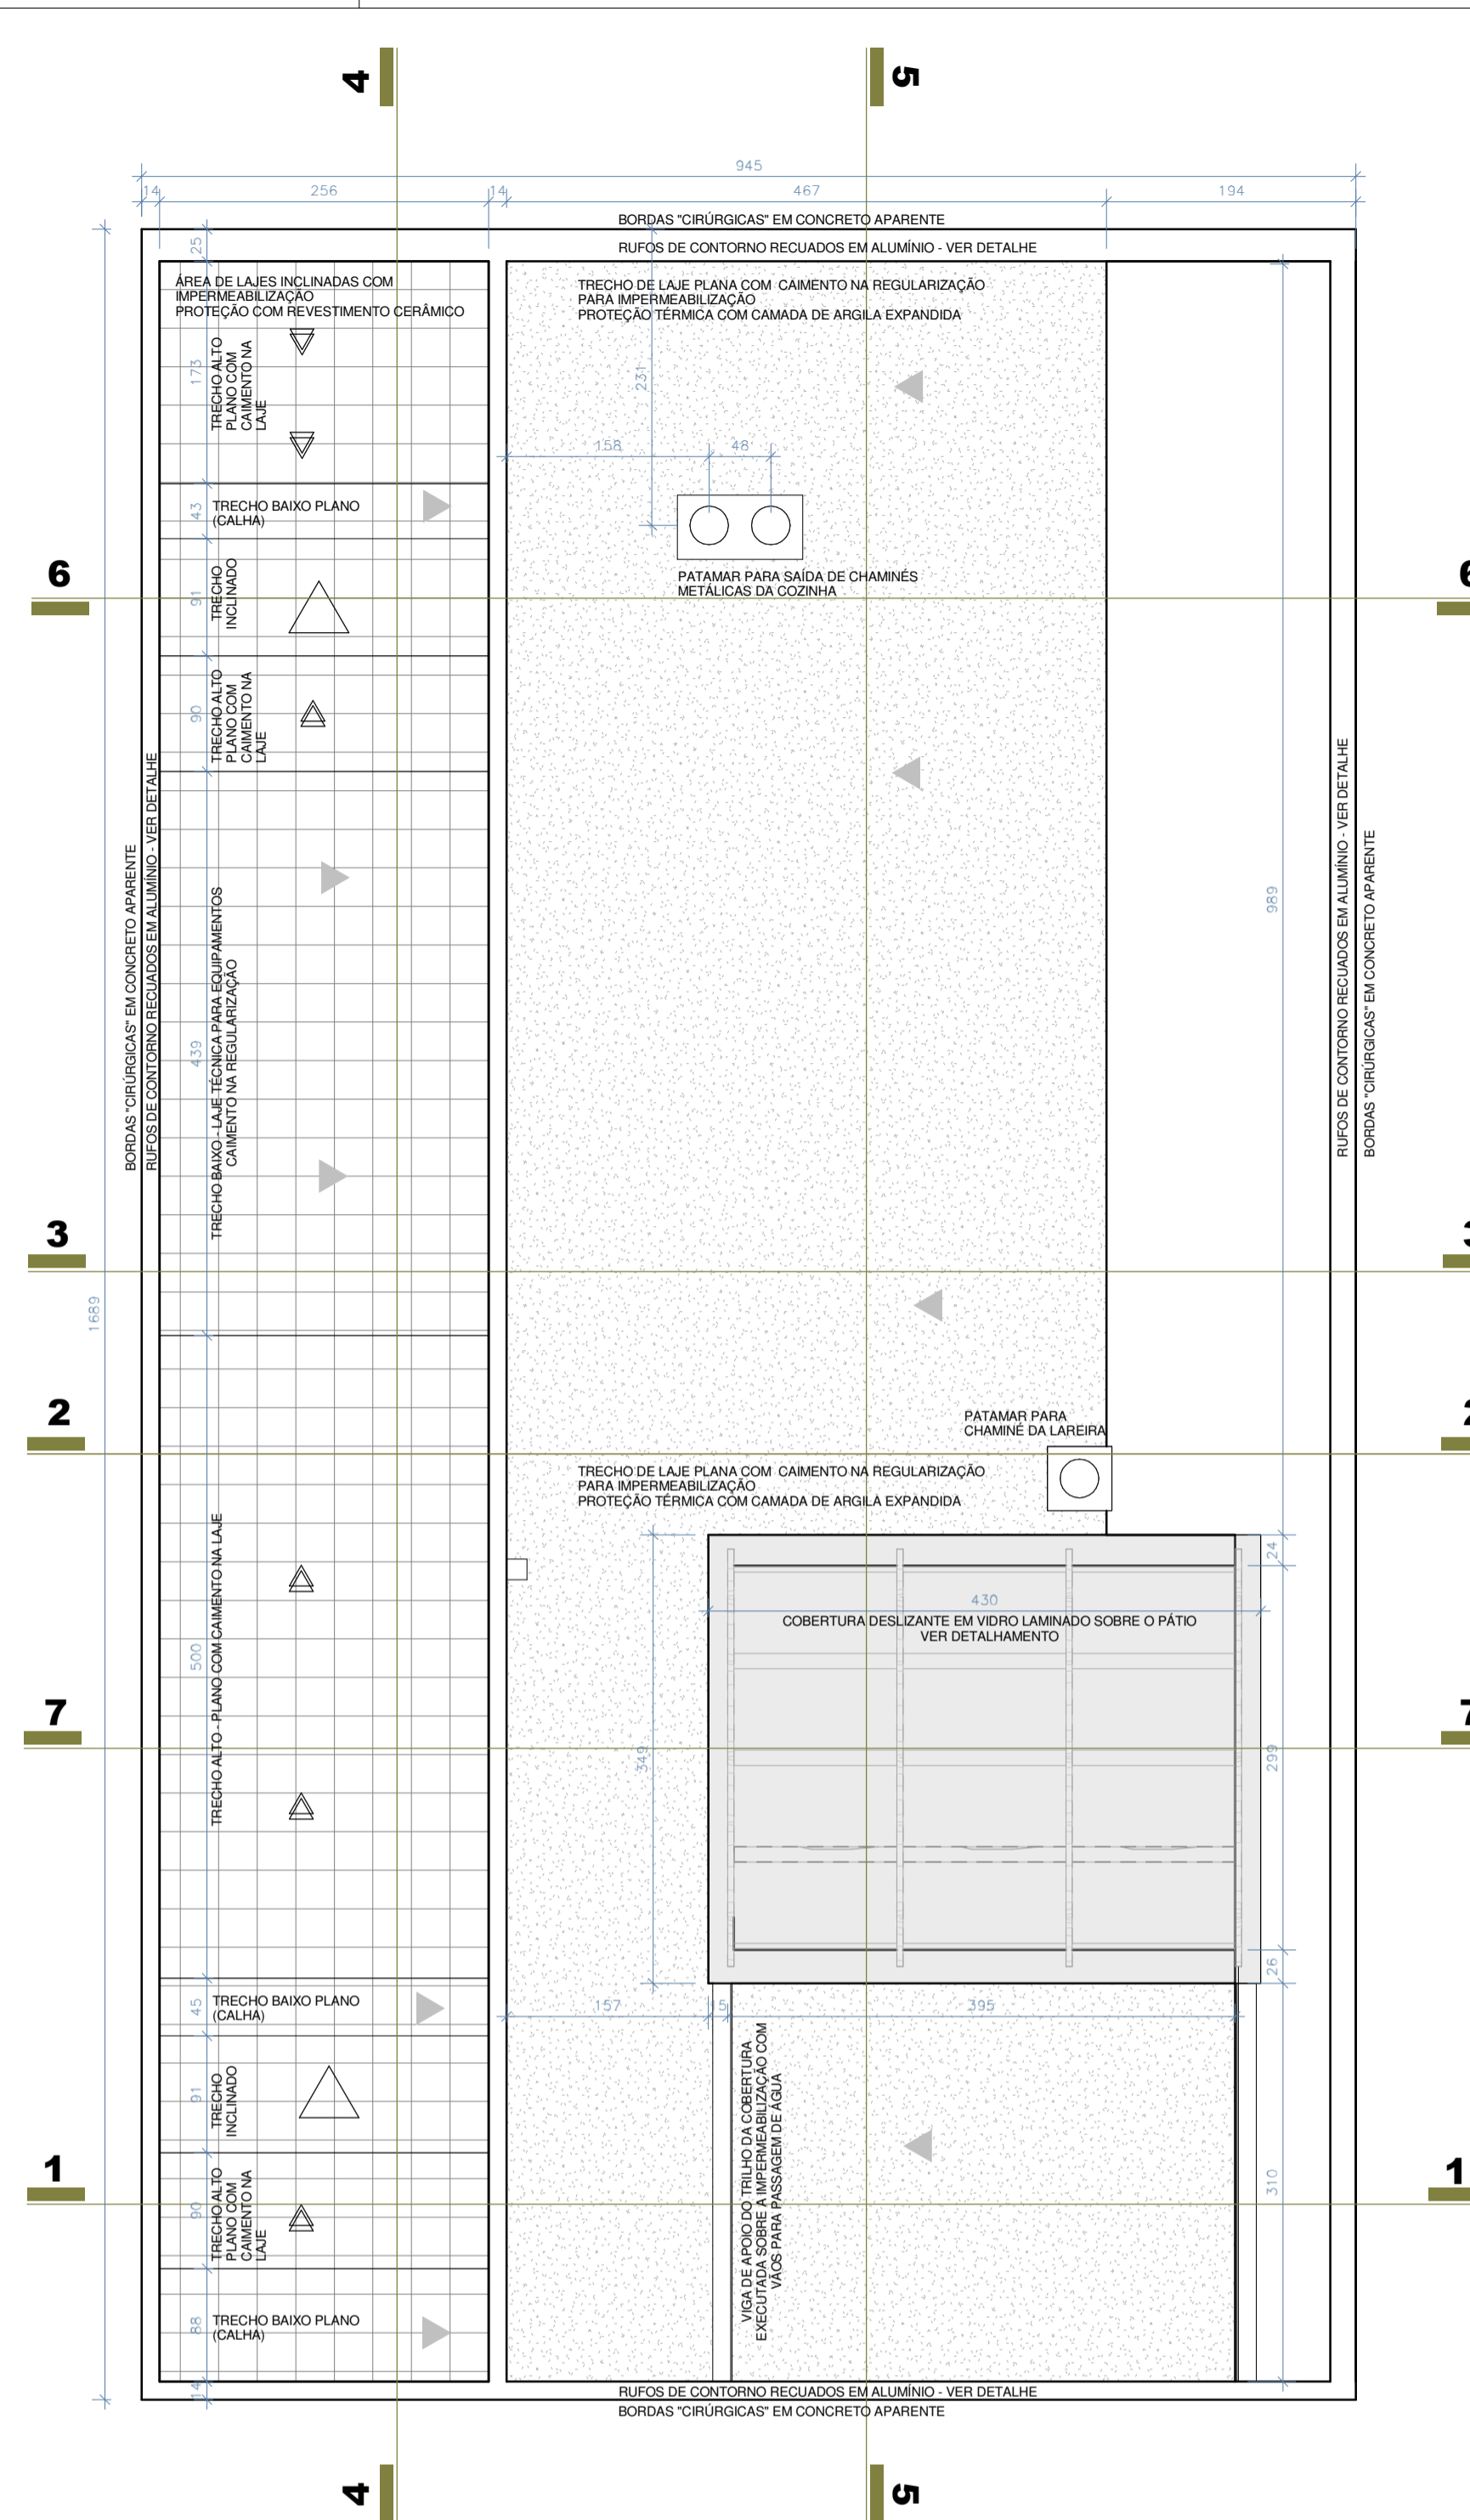 4
5
945
14
256
14
467
194
BORDAS "CIRÚRGICAS" EM CONCRETO APARENTE
RUFOS DE CONTORNO RECUADOS EM ALUMÍNIO - VER DETALHE
25
ÁREA DE LAJES INCLINADAS COM
IMPERMEABILIZAÇÃO
PROTEÇÃO COM REVESTIMENTO CERÂMICO
TRECHO DE LAJE PLANA COM CAIMENTO NA REGULARIZAÇÃO
PARA IMPERMEABILIZAÇÃO
PROTEÇÃO TÉRMICA COM CAMADA DE ARGILA EXPANDIDA
173
TRECHO ALTO
PLANO COM
CAIMENTO NA
LAJE
231
158
48
43
TRECHO BAIXO PLANO
(CALHA)
PATAMAR PARA SAÍDA DE CHAMINÉS
METÁLICAS DA COZINHA
6
6
91
TRECHO
INCLINADO
90
TRECHO ALTO
PLANO COM
CAIMENTO NA
LAJE
BORDAS "CIRÚRGICAS" EM CONCRETO APARENTE
RUFOS DE CONTORNO RECUADOS EM ALUMÍNIO - VER DETALHE
439
TRECHO BAIXO - LAJE TÉCNICA PARA EQUIPAMENTOS
CAIMENTO NA REGULARIZAÇÃO
989
RUFOS DE CONTORNO RECUADOS EM ALUMÍNIO - VER DETALHE
BORDAS "CIRÚRGICAS" EM CONCRETO APARENTE
3
3
1689
2
2
PATAMAR PARA
CHAMINÉ DA LAREIRA
TRECHO DE LAJE PLANA COM CAIMENTO NA REGULARIZAÇÃO
PARA IMPERMEABILIZAÇÃO
PROTEÇÃO TÉRMICA COM CAMADA DE ARGILA EXPANDIDA
24
430
COBERTURA DESLIZANTE EM VIDRO LAMINADO SOBRE O PÁTIO
VER DETALHAMENTO
500
TRECHO ALTO - PLANO COM CAIMENTO NA LAJE
7
7
349
299
26
45
TRECHO BAIXO PLANO
(CALHA)
157
15
395
91
TRECHO
INCLINADO
VIGA DE APOIO DO TRILHO DA COBERTURA
EXECUTADA SOBRE A IMPERMEABILIZAÇÃO COM
VÃOS PARA PASSAGEM DE ÁGUA
1
1
310
90
TRECHO ALTO
PLANO COM
CAIMENTO NA
LAJE
88
TRECHO BAIXO PLANO
(CALHA)
14
RUFOS DE CONTORNO RECUADOS EM ALUMÍNIO - VER DETALHE
BORDAS "CIRÚRGICAS" EM CONCRETO APARENTE
4
5